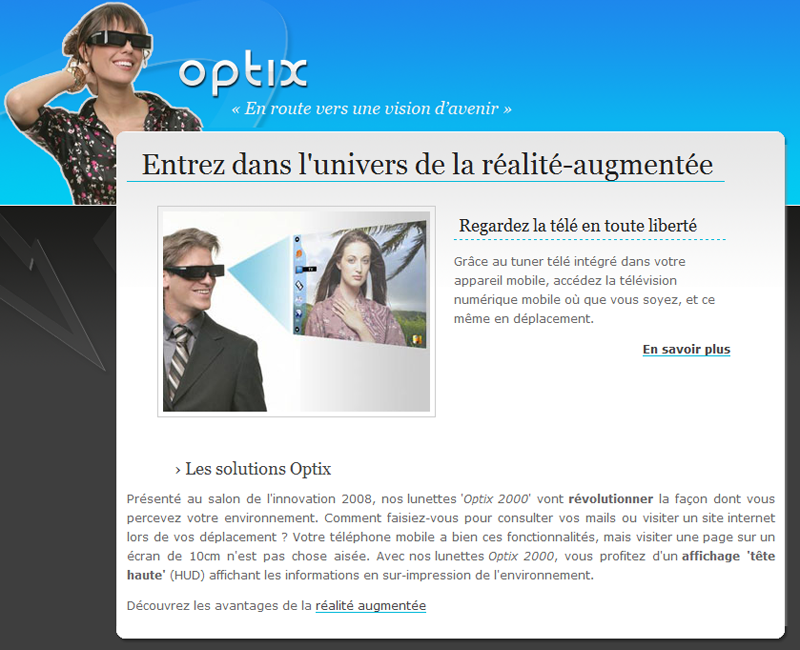 optix
« En route vers une vision d’avenir »
Entrez dans l'univers de la réalité-augmentée
Regardez la télé en toute liberté
Grâce au tuner télé intégré dans votre
appareil mobile, accédez la télévision
numérique mobile où que vous soyez, et ce
même en déplacement.
En savoir plus
› Les solutions Optix
Présenté au salon de l'innovation 2008, nos lunettes 'Optix 2000' vont révolutionner la façon dont vous
percevez votre environnement. Comment faisiez-vous pour consulter vos mails ou visiter un site internet
lors de vos déplacement ? Votre téléphone mobile a bien ces fonctionnalités, mais visiter une page sur un
écran de 10cm n'est pas chose aisée. Avec nos lunettes Optix 2000, vous profitez d'un affichage 'tête
haute' (HUD) affichant les informations en sur-impression de l'environnement.
Découvrez les avantages de la réalité augmentée